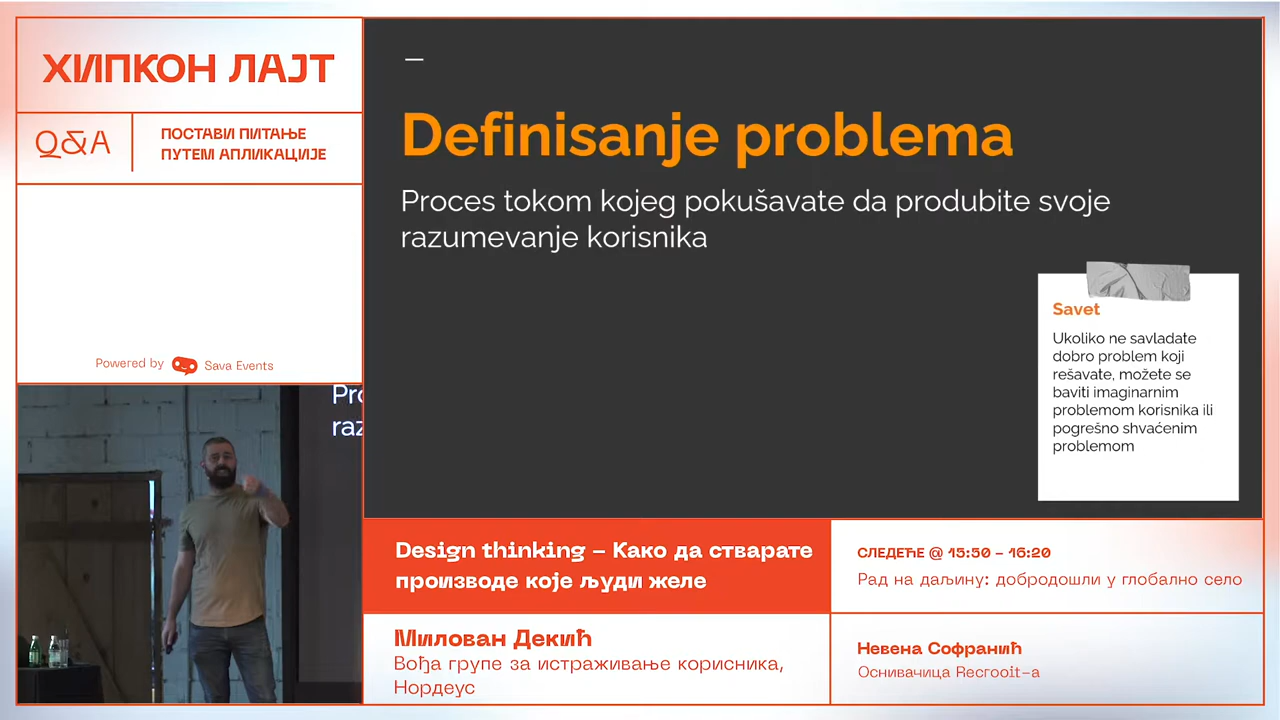 ХИПКОН ЛАЈТ
Q&A
ПОСТАВИ ПИТАЊЕ
ПУТЕМ АПЛИКАЦИЈЕ
Powered by Sava Events
Pro
raz
Definisanje problema
Proces tokom kojeg pokušavate da produbite svoje
razumevanje korisnika
Savet
Ukoliko ne savladate
dobro problem koji
rešavate, možete se
baviti imaginarnim
problemom korisnika ili
pogrešno shvaćenim
problemom
Design thinking – Како да стварате
производе које људи желе
Милован Декић
Вођа групе за истраживање корисника,
Нордеус
СЛЕДЕЋЕ @ 15:50 – 16:20
Рад на даљину: добродошли у глобално село
Невена Софранић
Оснивачица Recrooit-а